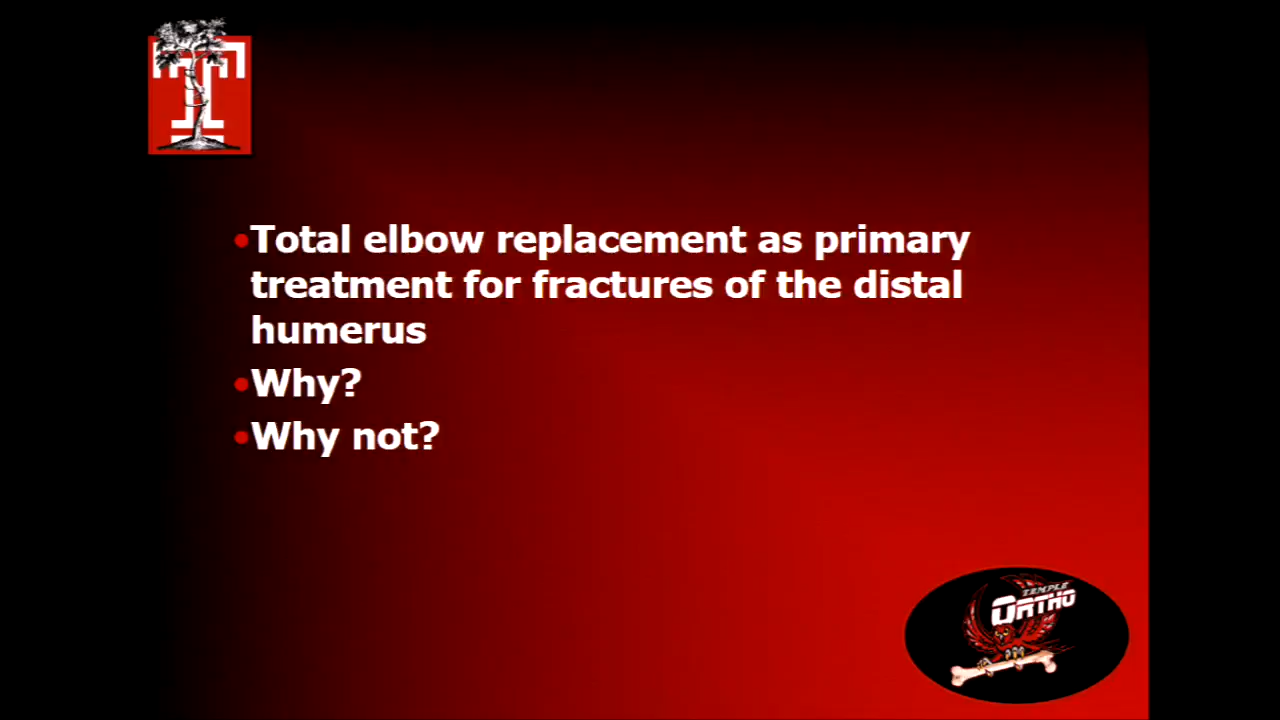 •Total elbow replacement as primary
treatment for fractures of the distal
humerus
•Why?
•Why not?
TEMPLE
ORTHO